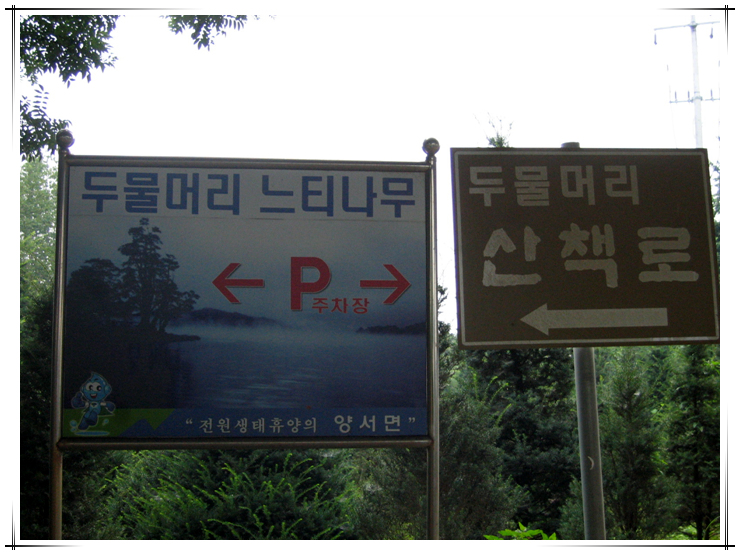 두물머리 느티나무
P
주차장
“전원생태휴양의 양서면”
두물머리
산책로